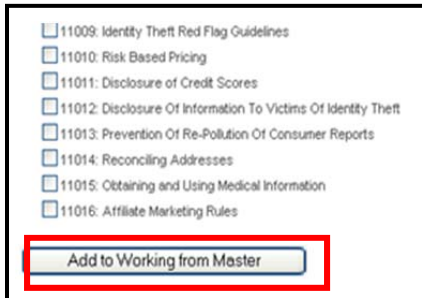 11009: Identity Theft Red Flag Guidelines
11010: Risk Based Pricing
11011: Disclosure of Credit Scores
11012: Disclosure Of Information To Victims Of Identity Theft
11013: Prevention Of Re-Pollution Of Consumer Reports
11014: Reconciling Addresses
11015: Obtaining and Using Medical Information
11016: Affiliate Marketing Rules
Add to Working from Master